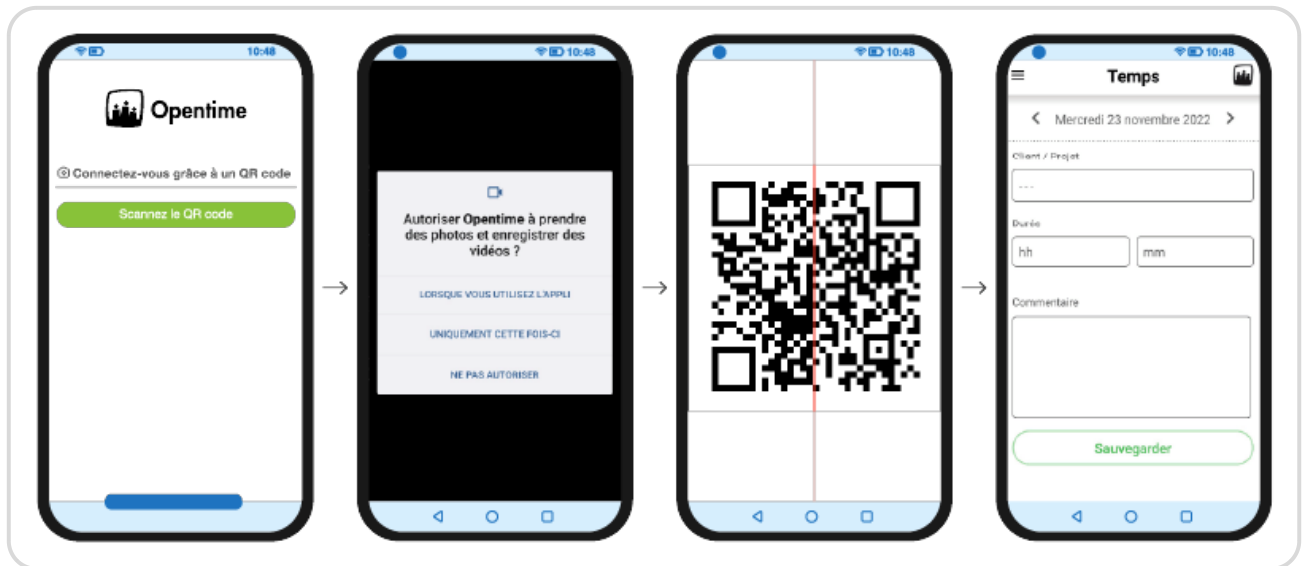 10:48
Opentime
Connectez-vous grâce à un QR code
Scannez le QR code
10:48
Autoriser Opentime à prendre
des photos et enregistrer des
vidéos ?
LORSQUE VOUS UTILISEZ L'APPLI
UNIQUEMENT CETTE FOIS-CI
NE PAS AUTORISER
10:48
10:48
Temps
Mercredi 23 novembre 2022
Client / Projet
---
Durée
hh
mm
Commentaire
Sauvegarder